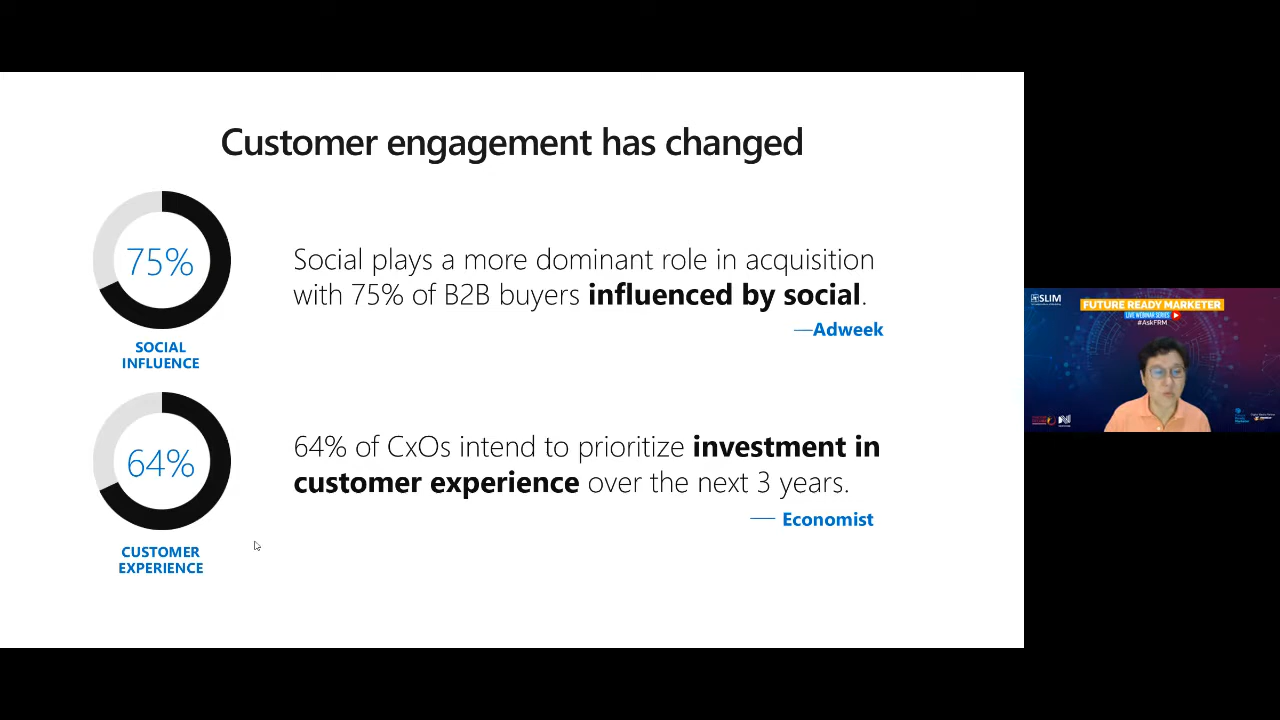 Customer engagement has changed
75%
SOCIAL
INFLUENCE
Social plays a more dominant role in acquisition
with 75% of B2B buyers influenced by social.
—Adweek
64%
CUSTOMER
EXPERIENCE
64% of CxOs intend to prioritize investment in
customer experience over the next 3 years.
— Economist
SLIM
FUTURE READY MARKETER
LIVE WEBINAR SERIES
#AskFRM